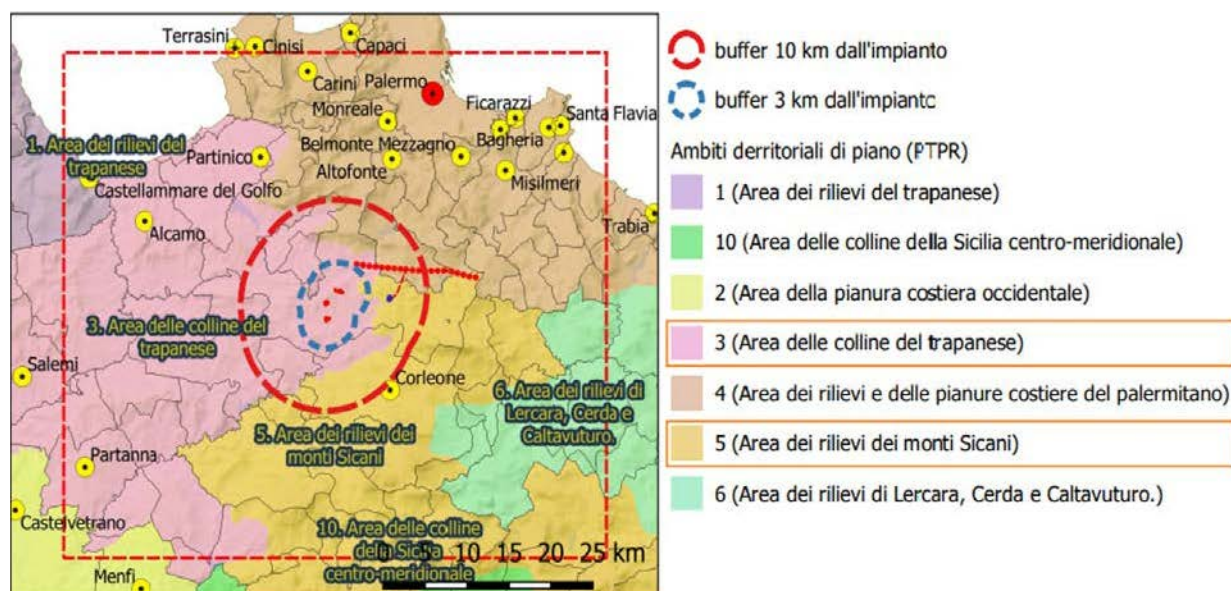 Terrasini
Cinisi
Capaci
Carini
Palermo
Monreale
Ficarazzi
Santa Flavia
Belmonte Mezzagno
Bagheria
1. Area dei rilievi del
trapanese
Partinico
Altofonte
Misilmeri
Castellammare del Golfo
Alcamo
Trabia
3. Area delle colline del
trapanese
Salemi
Corleone
6. Area dei rilievi di
Lercara, Cerda e
Caltavuturo.
5. Area dei rilievi dei
monti Sicani
Partanna
Castelvetrano
10. Area delle colline
della Sicilia
centro-meridionale
10 15 20 25 km
Menfi
buffer 10 km dall'impianto
buffer 3 km dall'impiantc
Ambiti derritoriali di piano (PTPR)
1 (Area dei rilievi del trapanese)
10 (Area delle colline della Sicilia centro-meridionale)
2 (Area della pianura costiera occidentale)
3 (Area delle colline del trapanese)
4 (Area dei rilievi e delle pianure costiere del palermitano)
5 (Area dei rilievi dei monti Sicani)
6 (Area dei rilievi di Lercara, Cerda e Caltavuturo.)